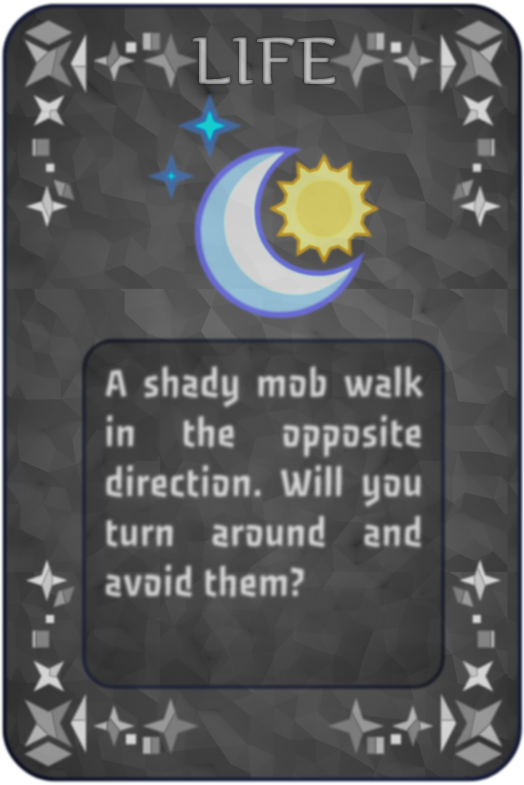 LIFE
A shady mob walk
in the opposite
direction. Will you
turn around and
avoid them?